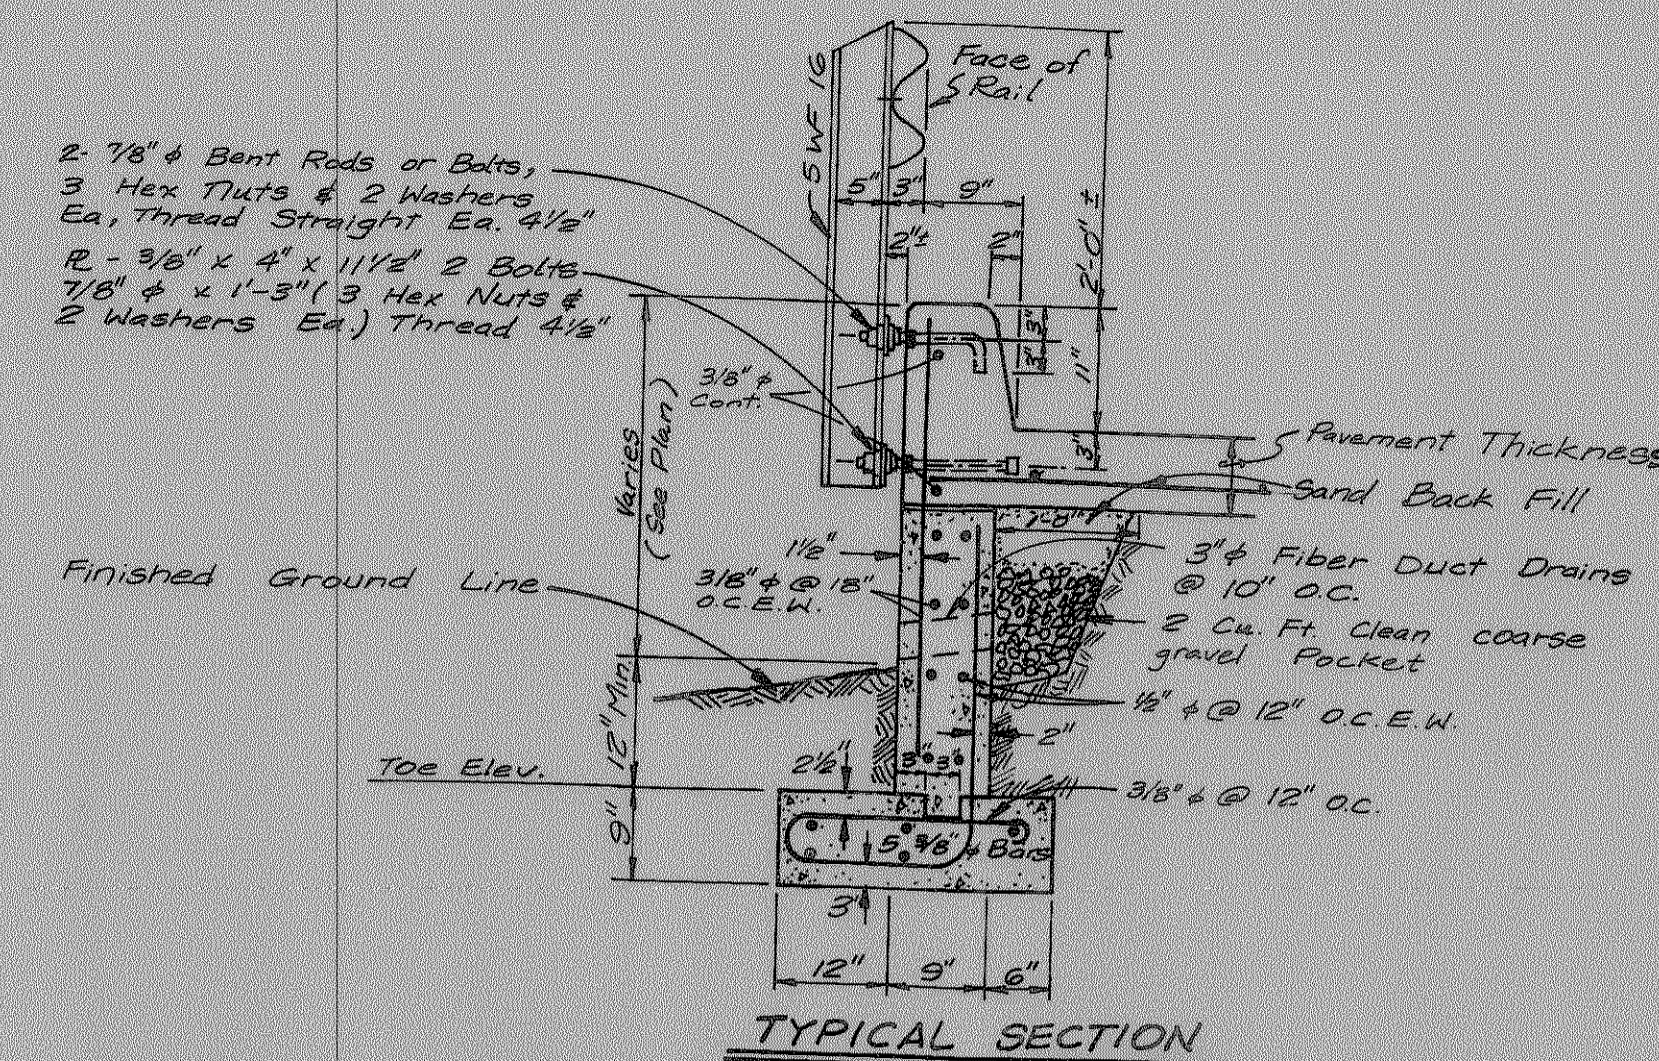 Face of
Rail
5 WF 16
2- 7/8" φ Bent Rods or Bolts,
3 Hex Nuts & 2 Washers
Ea, Thread Straight Ea. 4½"
5" 3" 9"
2"± 2"
2'-0" ±
PL - 3/8" x 4" x 11½" 2 Bolts
7/8" φ x 1'-3" ( 3 Hex Nuts &
2 Washers Ea.) Thread 4½"
3"
3"
11"
3/8" φ
Cont.
3"
Varies
(See Plan)
Pavement Thickness
Sand Back Fill
1'-8"
1½"
3" φ Fiber Duct Drains
@ 10" O.C.
Finished Ground Line
3/8" φ @ 18"
O.C.E.W.
2 Cu. Ft. Clean coarse
gravel Pocket
½" φ @ 12" O.C.E.W.
12" Min.
2"
Toe Elev.
2½"
3" 3"
3/8" φ @ 12" O.C.
9"
5 3/8" φ Bars
3"
12" 9" 6"
TYPICAL SECTION